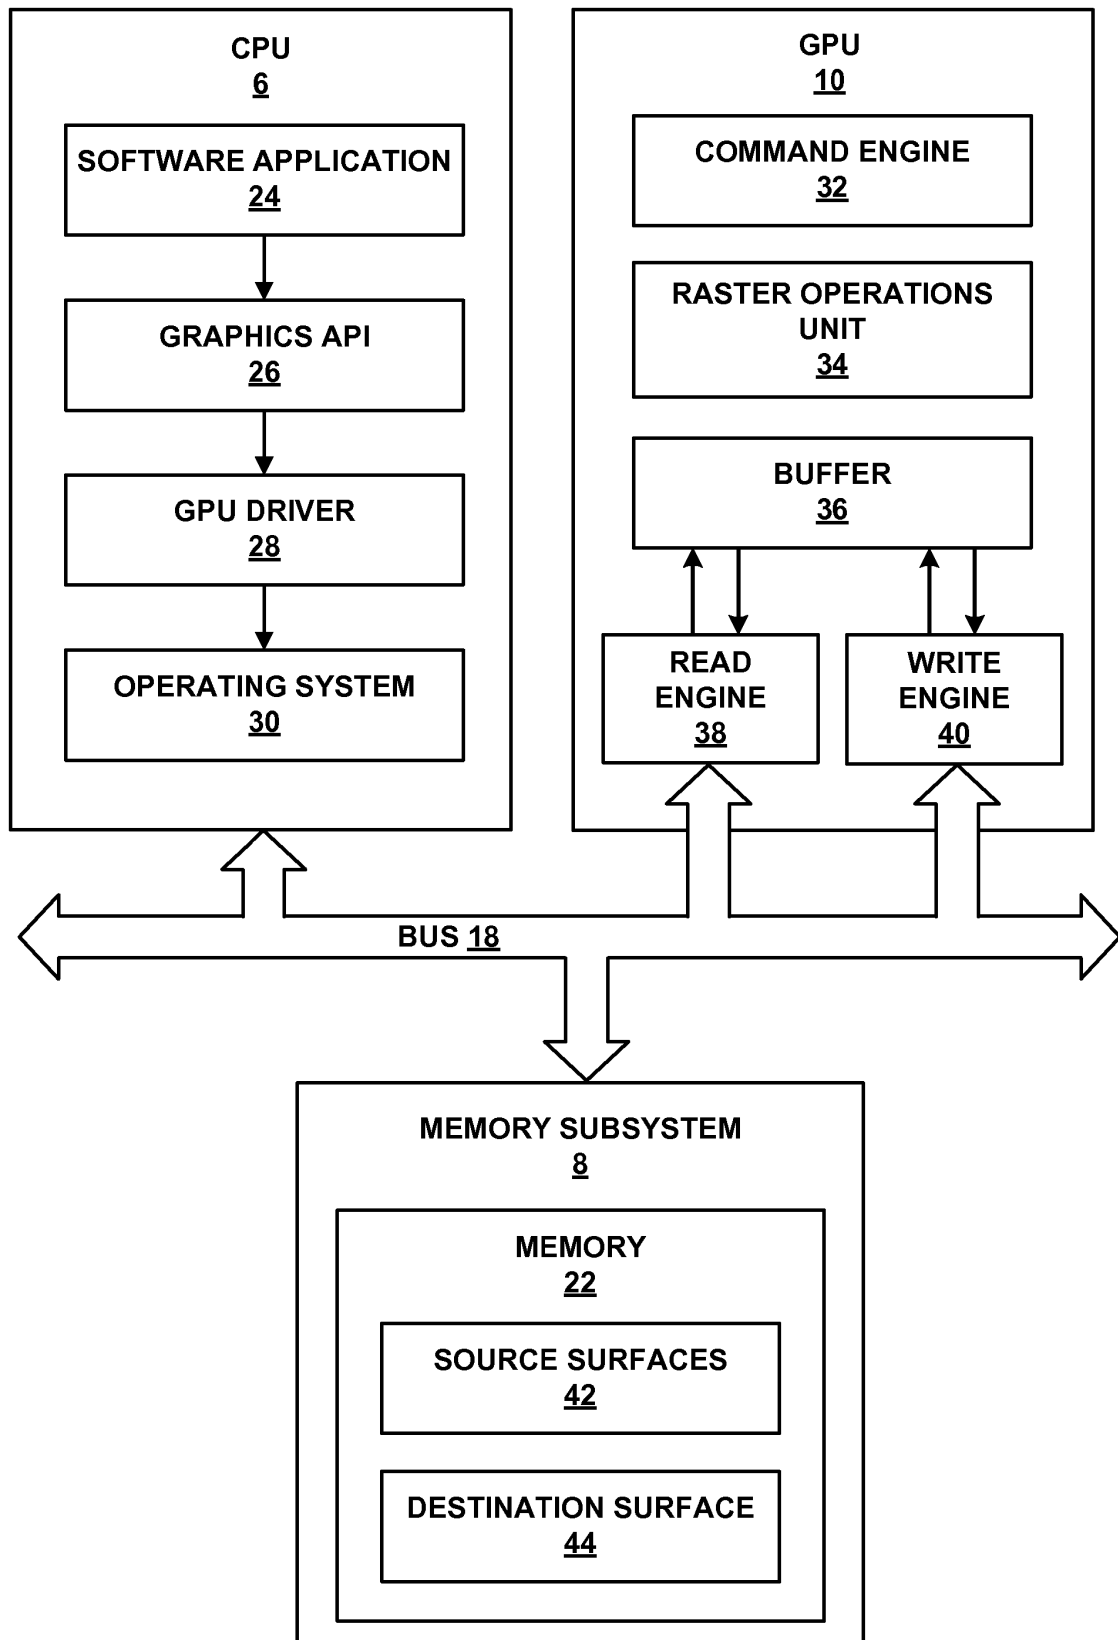 CPU
6
SOFTWARE APPLICATION
24
GRAPHICS API
26
GPU DRIVER
28
OPERATING SYSTEM
30
GPU
10
COMMAND ENGINE
32
RASTER OPERATIONS
UNIT
34
BUFFER
36
READ
ENGINE
38
WRITE
ENGINE
40
BUS 18
MEMORY SUBSYSTEM
8
MEMORY
22
SOURCE SURFACES
42
DESTINATION SURFACE
44